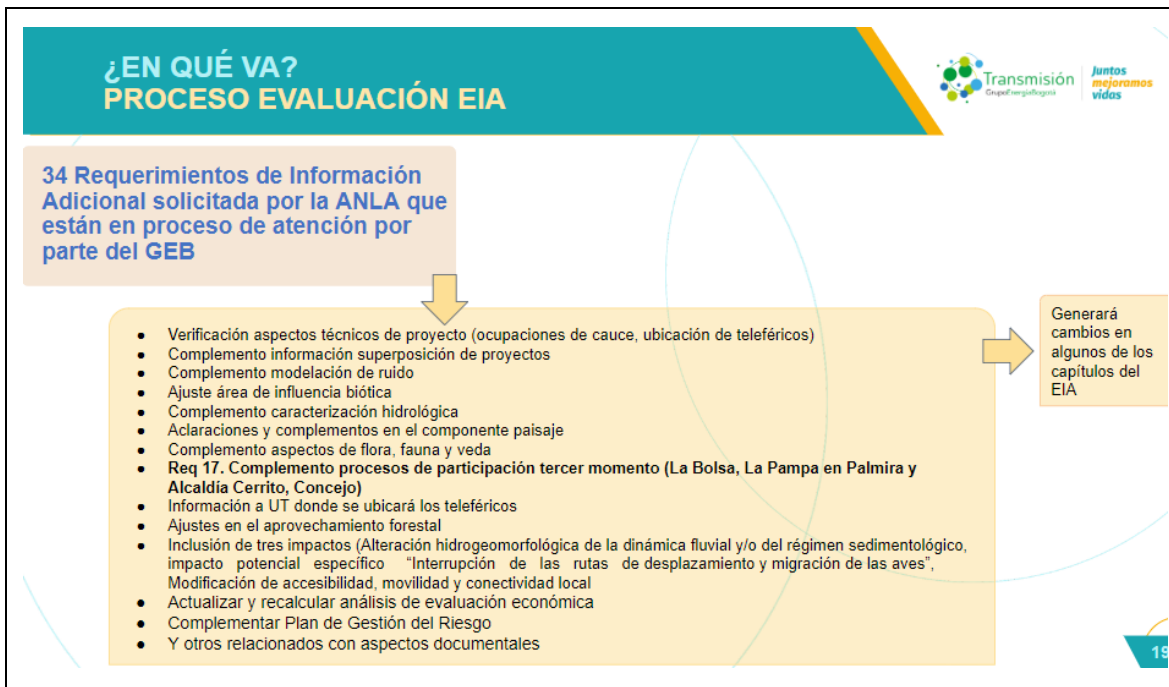 ¿EN QUÉ VA?
PROCESO EVALUACIÓN EIA
Transmisión
GrupoEnergíaBogotá
Juntos
mejoramos
vidas
34 Requerimientos de Información
Adicional solicitada por la ANLA que
están en proceso de atención por
parte del GEB
● Verificación aspectos técnicos de proyecto (ocupaciones de cauce, ubicación de teleféricos)
● Complemento información superposición de proyectos
● Complemento modelación de ruido
● Ajuste área de influencia biótica
● Complemento caracterización hidrológica
● Aclaraciones y complementos en el componente paisaje
● Complemento aspectos de flora, fauna y veda
● Req 17. Complemento procesos de participación tercer momento (La Bolsa, La Pampa en Palmira y
Alcaldía Cerrito, Concejo)
● Información a UT donde se ubicará los teleféricos
● Ajustes en el aprovechamiento forestal
● Inclusión de tres impactos (Alteración hidrogeomorfológica de la dinámica fluvial y/o del régimen sedimentológico,
impacto potencial específico “Interrupción de las rutas de desplazamiento y migración de las aves”,
Modificación de accesibilidad, movilidad y conectividad local
● Actualizar y recalcular análisis de evaluación económica
● Complementar Plan de Gestión del Riesgo
● Y otros relacionados con aspectos documentales
Generará
cambios en
algunos de los
capítulos del
EIA
19